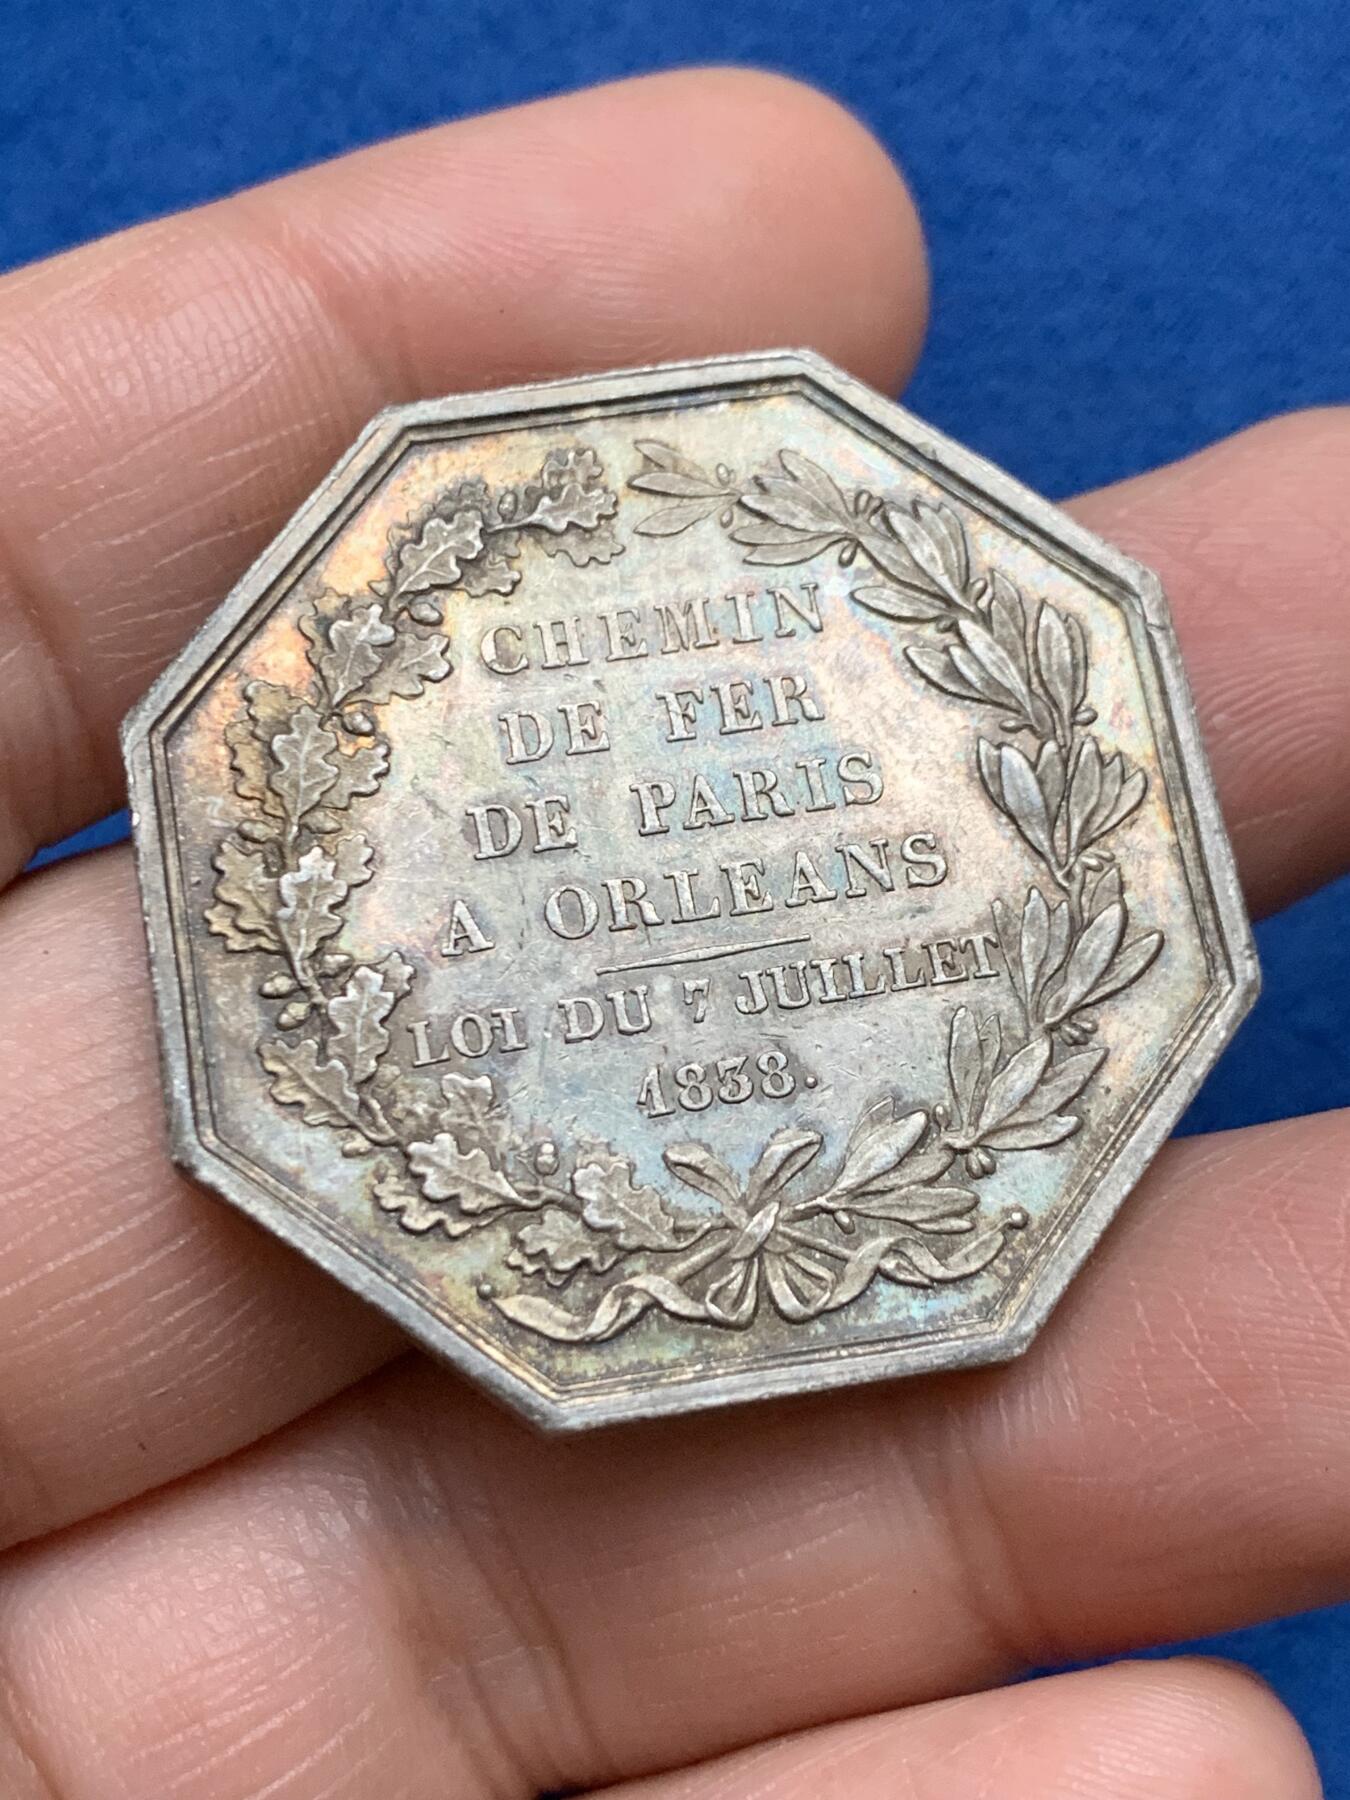 CHEMIN
DE FER
DE PARIS
A ORLEANS
LOI DU 7 JUILLET
1838.